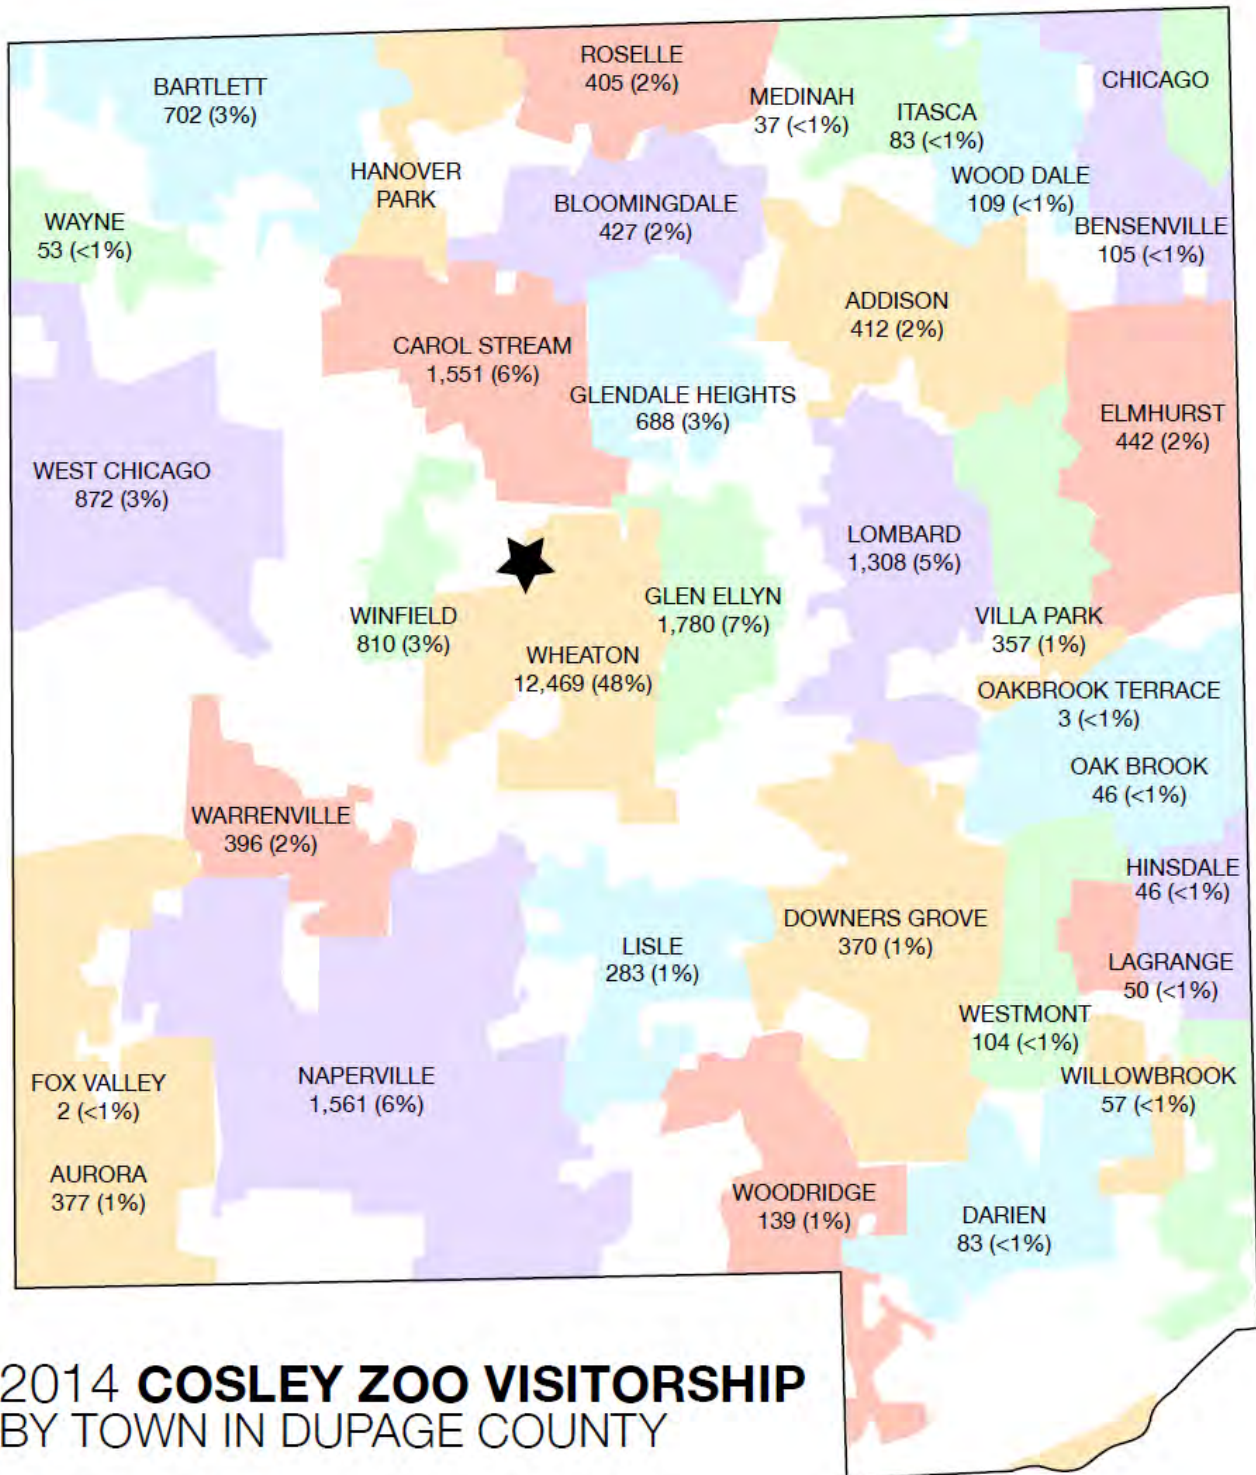 ROSELLE
405 (2%)
BARTLETT
702 (3%)
MEDINAH
37 (<1%)
ITASCA
83 (<1%)
CHICAGO
HANOVER
PARK
WOOD DALE
109 (<1%)
WAYNE
53 (<1%)
BLOOMINGDALE
427 (2%)
BENSENVILLE
105 (<1%)
ADDISON
412 (2%)
CAROL STREAM
1,551 (6%)
GLENDALE HEIGHTS
688 (3%)
ELMHURST
442 (2%)
WEST CHICAGO
872 (3%)
LOMBARD
1,308 (5%)
WINFIELD
810 (3%)
GLEN ELLYN
1,780 (7%)
VILLA PARK
357 (1%)
WHEATON
12,469 (48%)
OAKBROOK TERRACE
3 (<1%)
OAK BROOK
46 (<1%)
WARRENVILLE
396 (2%)
HINSDALE
46 (<1%)
DOWNERS GROVE
370 (1%)
LISLE
283 (1%)
LAGRANGE
50 (<1%)
WESTMONT
104 (<1%)
FOX VALLEY
2 (<1%)
NAPERVILLE
1,561 (6%)
WILLOWBROOK
57 (<1%)
AURORA
377 (1%)
WOODRIDGE
139 (1%)
DARIEN
83 (<1%)
2014 COSLEY ZOO VISITORSHIP
BY TOWN IN DUPAGE COUNTY